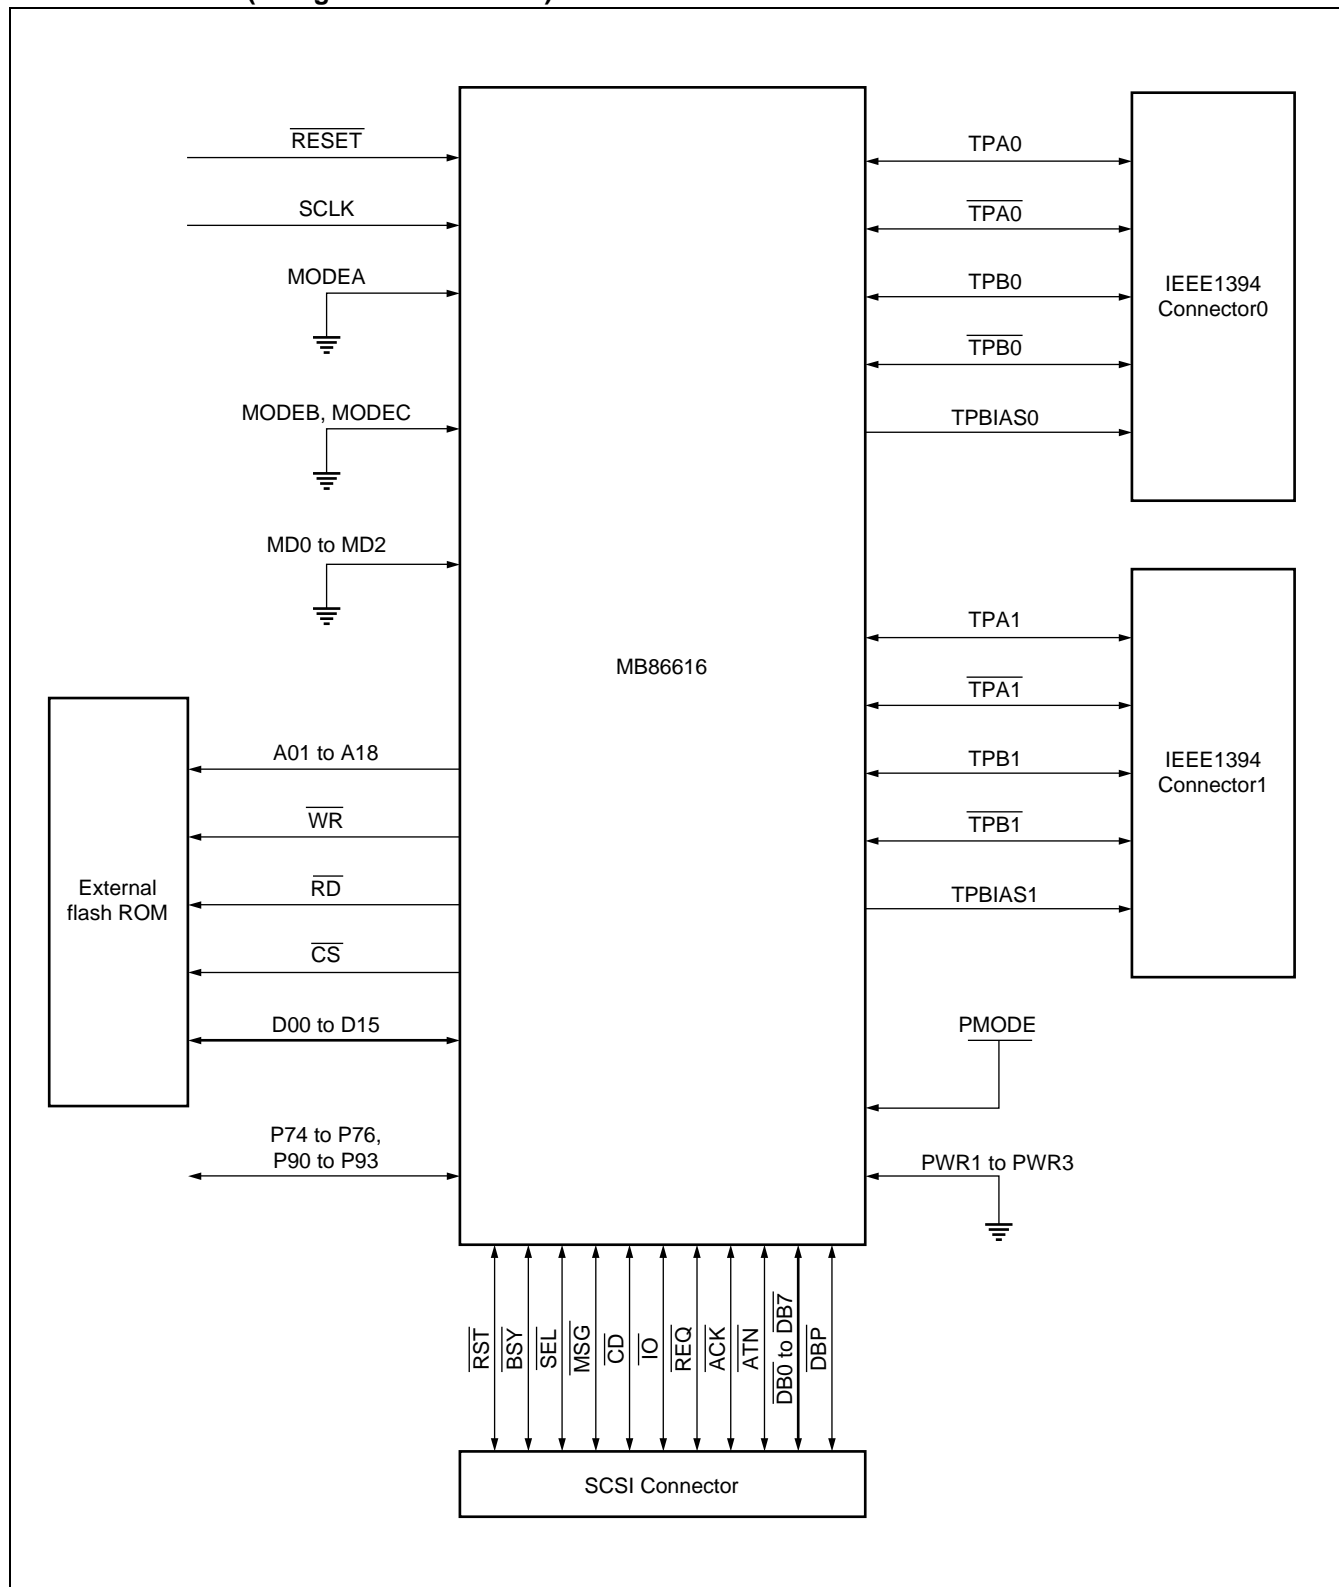 RESET
SCLK
MODEA
MODEB, MODEC
MD0 to MD2
MB86616
TPA0
TPA0
TPB0
TPB0
TPBIAS0
IEEE1394
Connector0
TPA1
TPA1
TPB1
TPB1
TPBIAS1
IEEE1394
Connector1
External
flash ROM
A01 to A18
WR
RD
CS
D00 to D15
P74 to P76,
P90 to P93
PMODE
PWR1 to PWR3
RST
BSY
SEL
MSG
CD
IO
REQ
ACK
ATN
DB0 to DB7
DBP
SCSI Connector